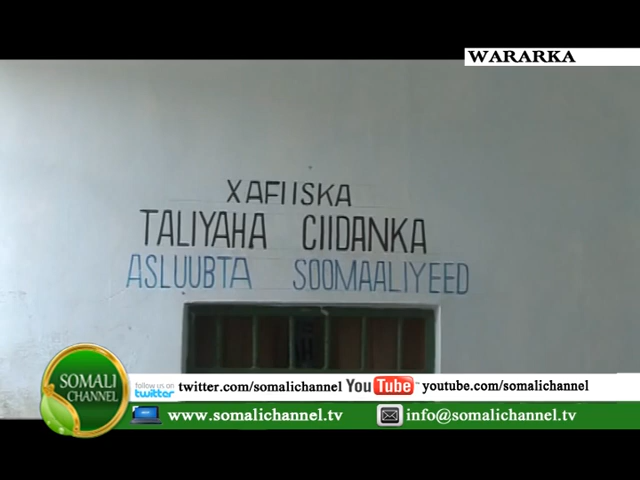 WARARKA
XAFIISKA
TALIYAHA CIIDANKA
ASLUUBTA SOOMAALIYEED
SOMALI
CHANNEL
follow us on
twitter
twitter.com/somalichannel
YouTube
youtube.com/somalichannel
www.somalichannel.tv
info@somalichannel.tv